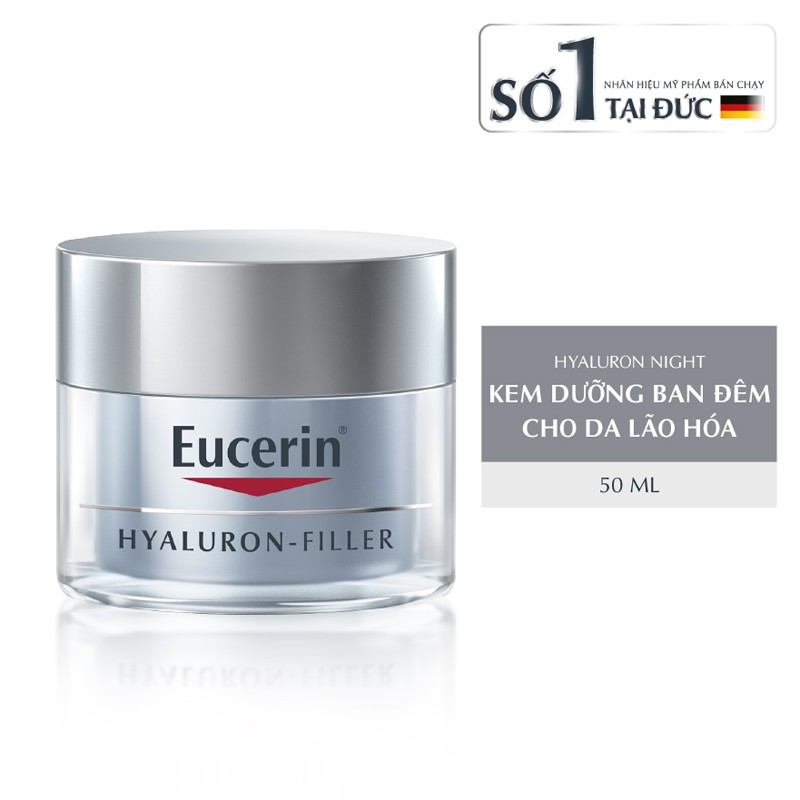 SỐ 1
NHÃN HIỆU MỸ PHẨM BÁN CHẠY
TẠI ĐỨC
Eucerin®
HYALURON-FILLER
HYALURON NIGHT
KEM DƯỠNG BAN ĐÊM
CHO DA LÃO HÓA
50 ML